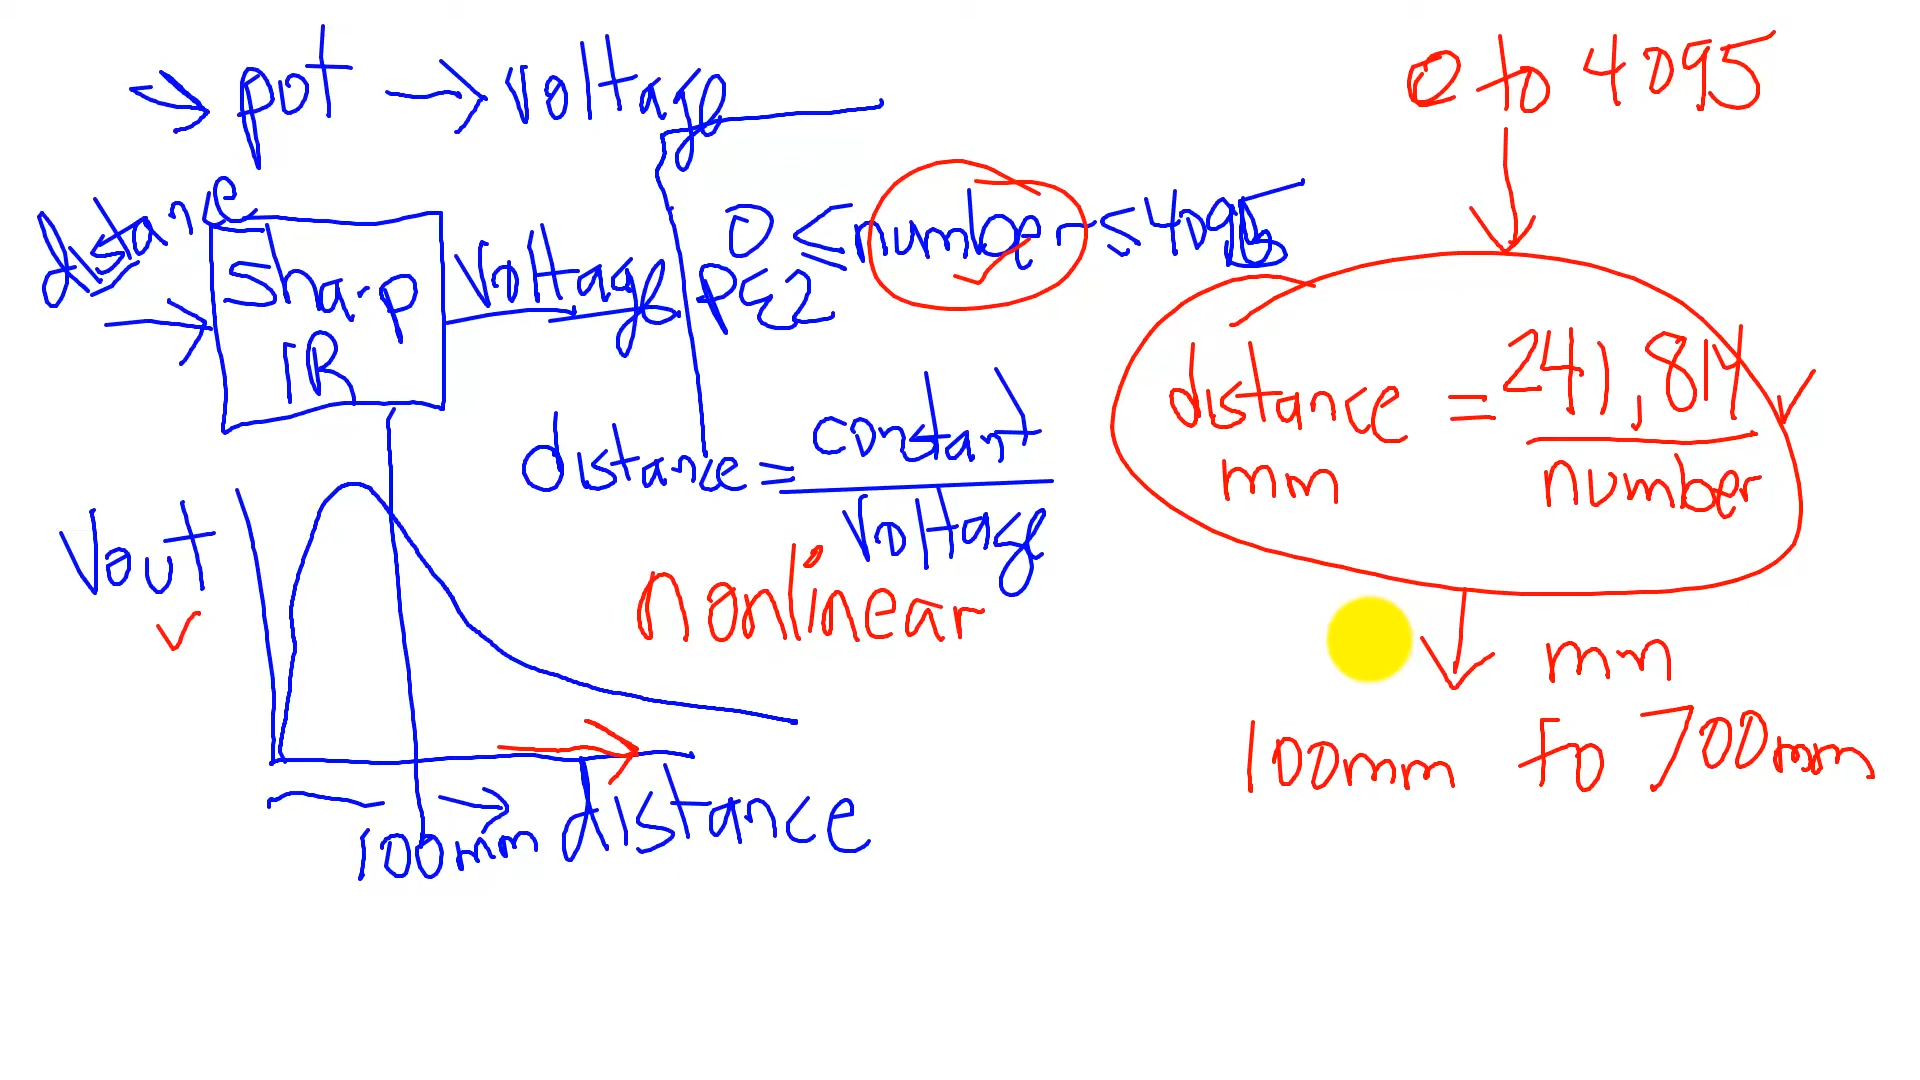 → pot → voltage
distance
Sharp
IR
Voltage
0 ≤ number ≤ 4095
PE2
distance = constant
voltage
nonlinear
Vout
✓
100mm
distance
0 to 4095
distance = 241,814 ✓
mm number
mm
100mm to 700mm